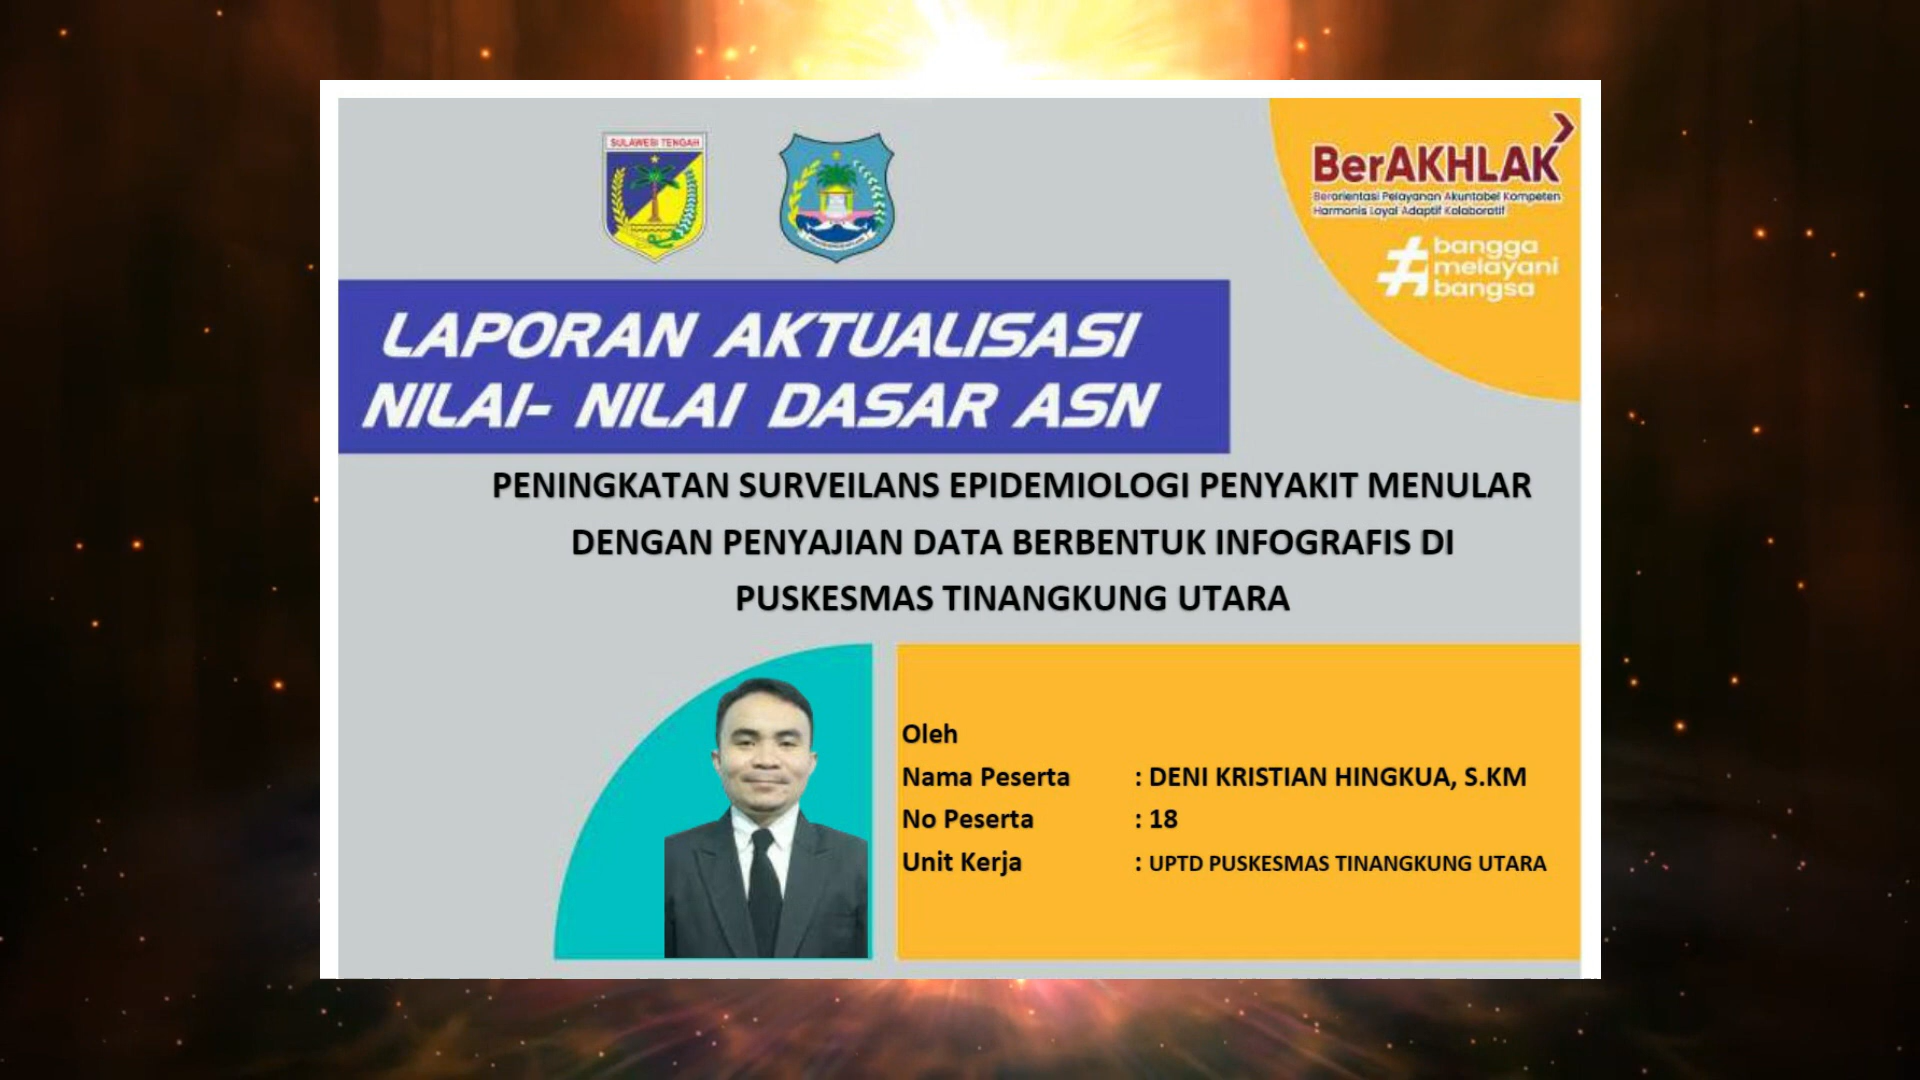 SULAWESI TENGAH
BerAKHLAK
Berorientasi Pelayanan Akuntabel Kompeten
Harmonis Loyal Adaptif Kolaboratif
#bangga
melayani
bangsa
LAPORAN AKTUALISASI
NILAI- NILAI DASAR ASN
PENINGKATAN SURVEILANS EPIDEMIOLOGI PENYAKIT MENULAR
DENGAN PENYAJIAN DATA BERBENTUK INFOGRAFIS DI
PUSKESMAS TINANGKUNG UTARA
Oleh
Nama Peserta : DENI KRISTIAN HINGKUA, S.KM
No Peserta : 18
Unit Kerja : UPTD PUSKESMAS TINANGKUNG UTARA